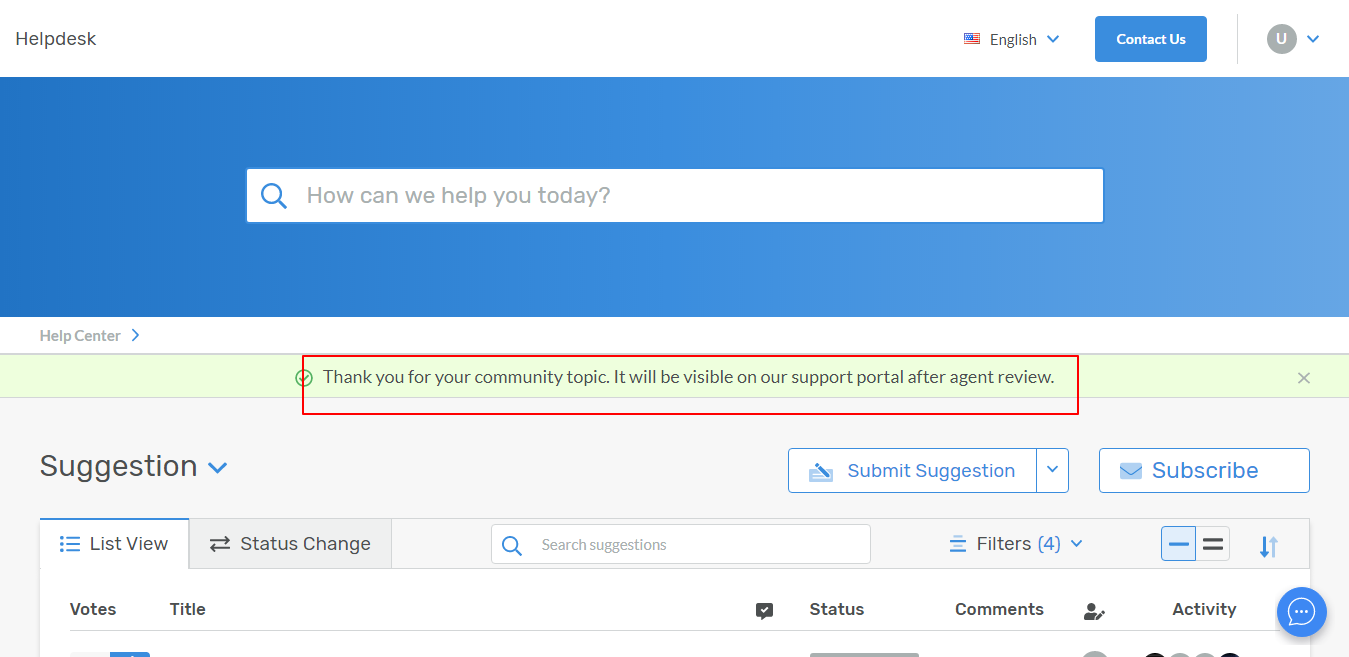 Helpdesk
English
Contact Us
U
How can we help you today?
Help Center
Thank you for your community topic. It will be visible on our support portal after agent review.
Suggestion
Submit Suggestion
Subscribe
List View
Status Change
Search suggestions
Filters (4)
Votes
Title
Status
Comments
Activity